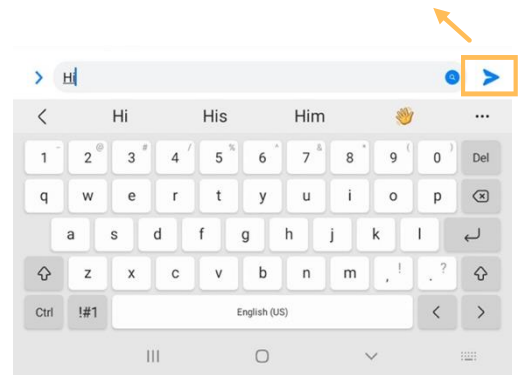 Hi
Hi His Him 👋 ...
1 - 2 @ 3 # 4 / 5 % 6 ^ 7 & 8 * 9 ( 0 ) Del
q w e r t y u i o p
a s d f g h j k l
z x c v b n m , ! . ?
Ctrl !#1 English (US) < >